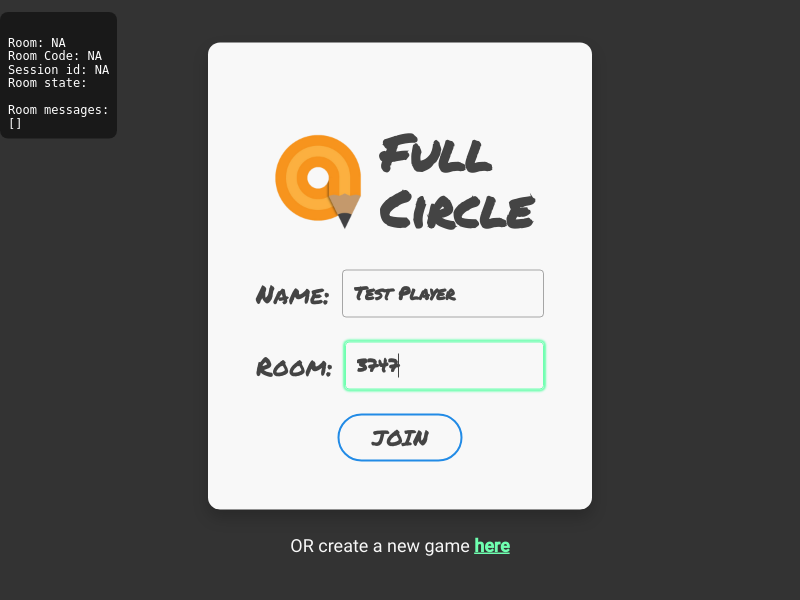 Room: NA
Room Code: NA
Session id: NA
Room state:
Room messages:
[]
Full
Circle
Name: Test Player
Room: 3747
JOIN
OR create a new game here